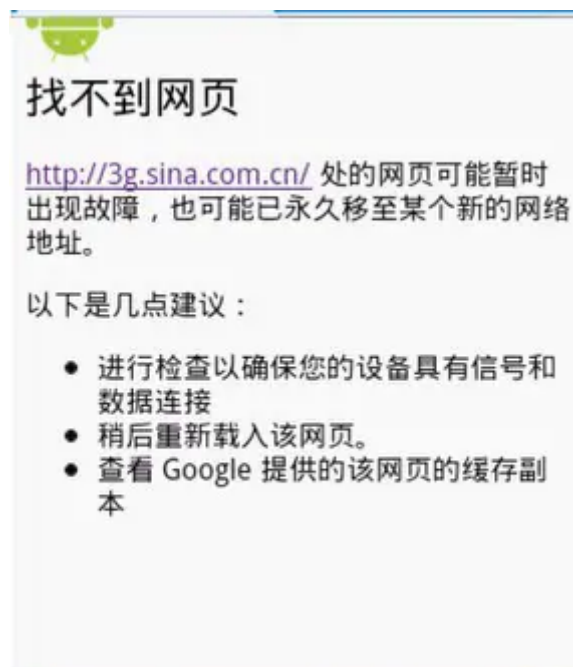 找不到网页
http://3g.sina.com.cn/ 处的网页可能暂时
出现故障，也可能已永久移至某个新的网络
地址。
以下是几点建议：
● 进行检查以确保您的设备具有信号和
数据连接
● 稍后重新载入该网页。
● 查看 Google 提供的该网页的缓存副
本